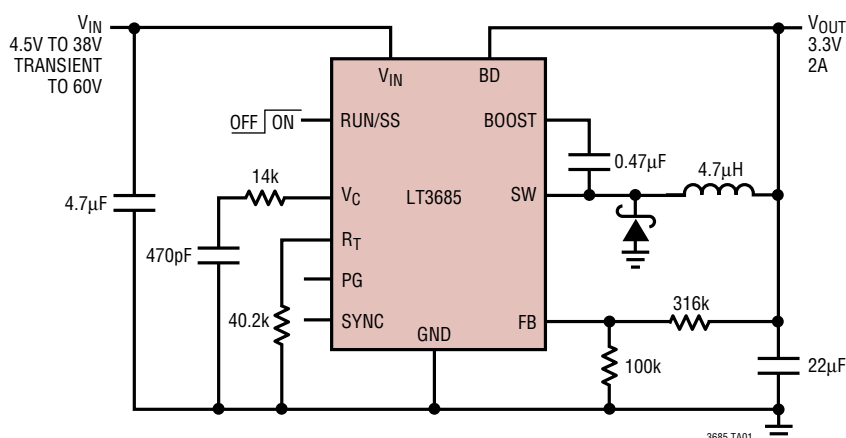 VIN
4.5V TO 38V
TRANSIENT
TO 60V
VOUT
3.3V
2A
VIN
BD
OFF ON
RUN/SS
BOOST
0.47µF
4.7µH
14k
VC
LT3685
SW
4.7µF
RT
470pF
PG
40.2k
SYNC
GND
FB
316k
100k
22µF
3685 TA01